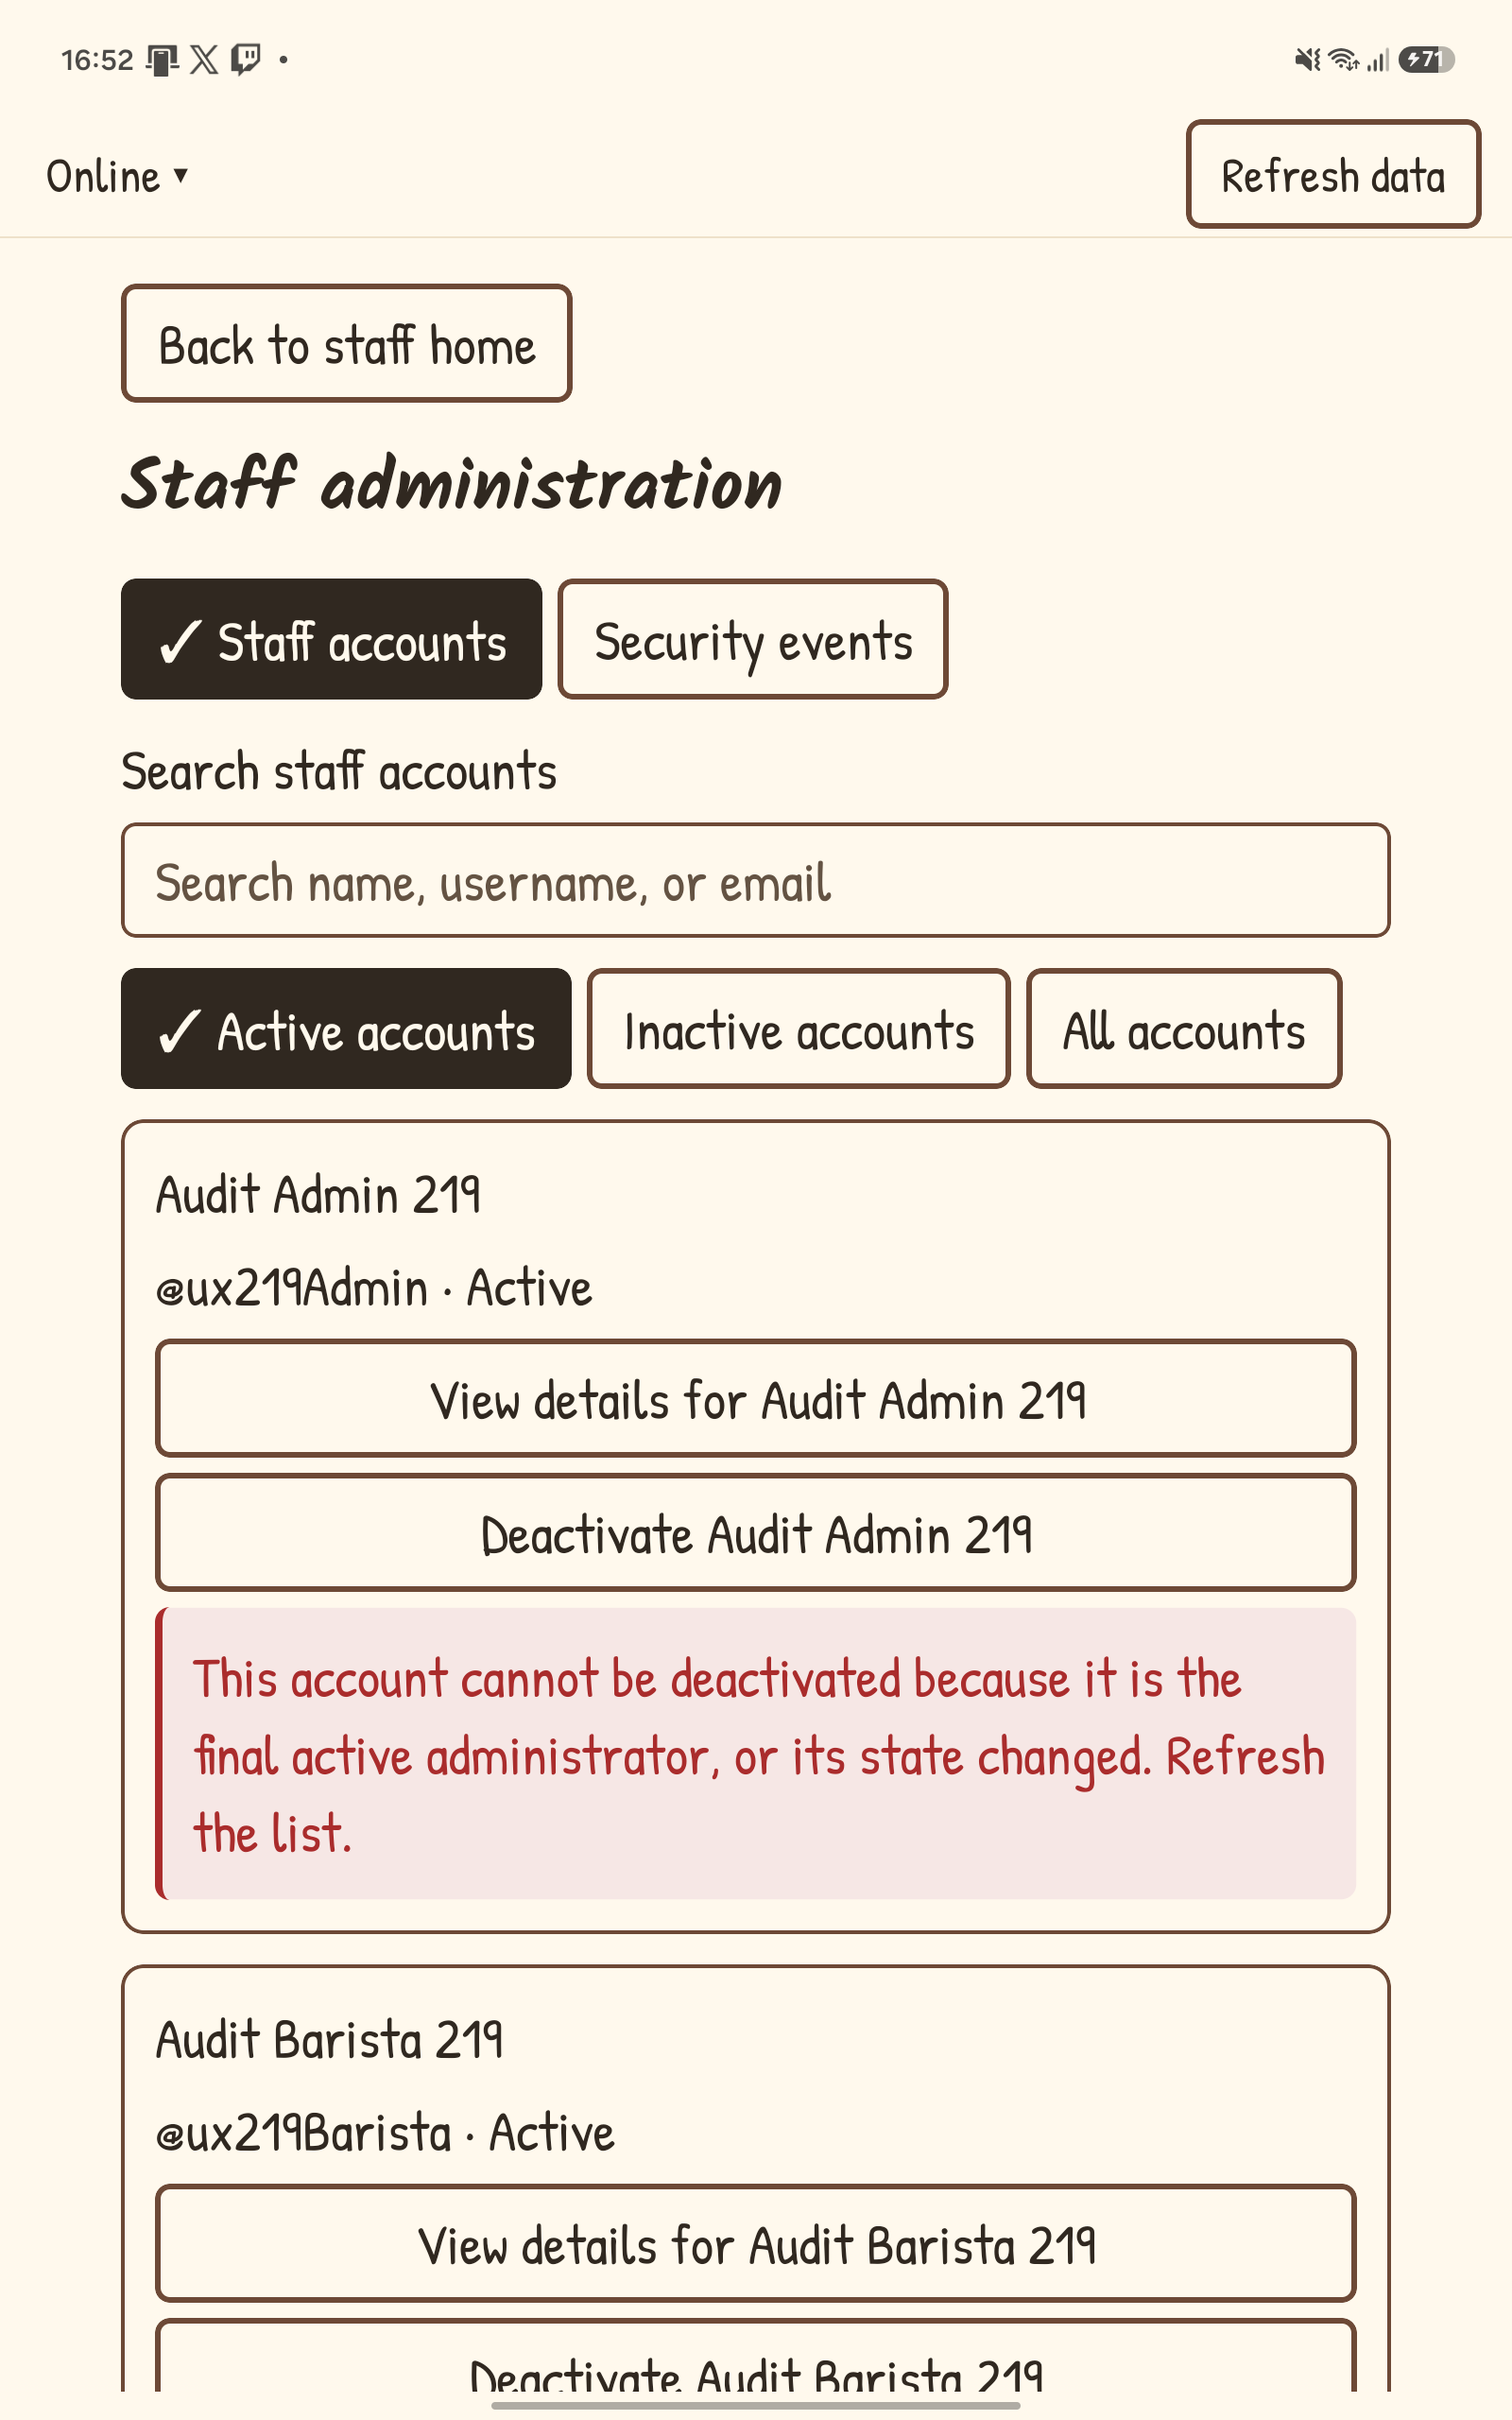 16:52
71
Online ▾
Refresh data
Back to staff home
Staff administration
✓ Staff accounts
Security events
Search staff accounts
Search name, username, or email
✓ Active accounts
Inactive accounts
All accounts
Audit Admin 219
@ux219Admin · Active
View details for Audit Admin 219
Deactivate Audit Admin 219
This account cannot be deactivated because it is the
final active administrator, or its state changed. Refresh
the list.
Audit Barista 219
@ux219Barista · Active
View details for Audit Barista 219
Deactivate Audit Barista 219